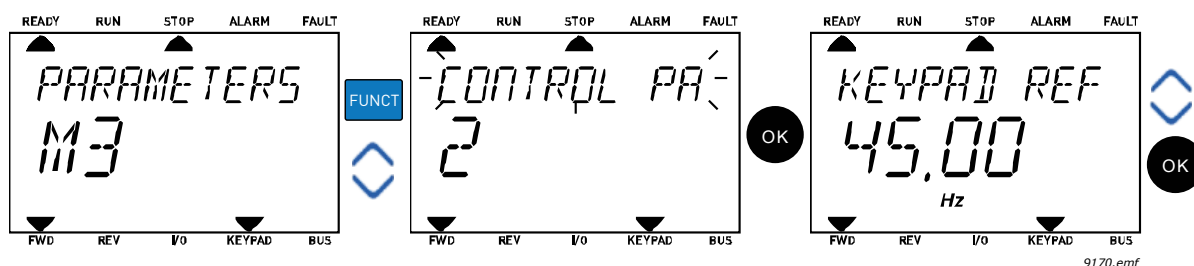 READY RUN STOP ALARM FAULT
PARAMETERS
M3
FWD REV I/O KEYPAD BUS
FUNCT
READY RUN STOP ALARM FAULT
CONTROL PA
2
FWD REV I/O KEYPAD BUS
OK
READY RUN STOP ALARM FAULT
KEYPAD REF
45.00
Hz
FWD REV I/O KEYPAD BUS
OK
9170.emf